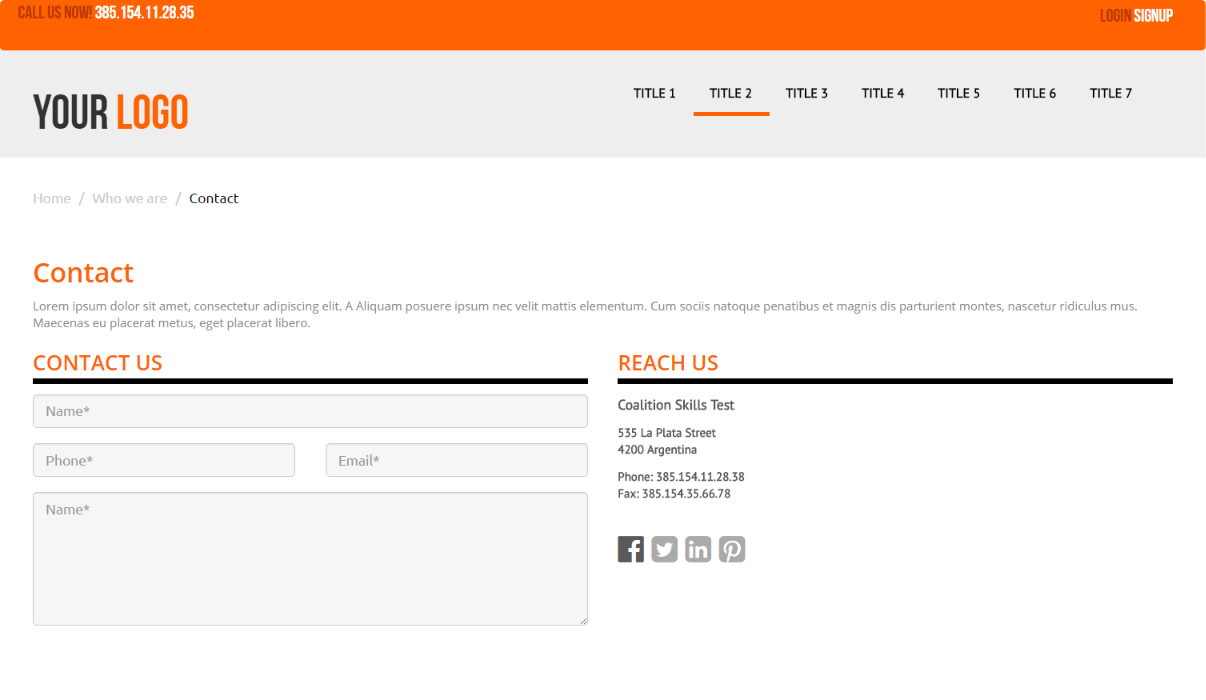 CALL US NOW! 385.154.11.28.35
LOGIN SIGNUP
YOUR LOGO
TITLE 1 TITLE 2 TITLE 3 TITLE 4 TITLE 5 TITLE 6 TITLE 7
Home / Who we are / Contact
Contact
Lorem ipsum dolor sit amet, consectetur adipiscing elit. A Aliquam posuere ipsum nec velit mattis elementum. Cum sociis natoque penatibus et magnis dis parturient montes, nascetur ridiculus mus.
Maecenas eu placerat metus, eget placerat libero.
CONTACT US
Name*
Phone* Email*
Name*
REACH US
Coalition Skills Test
535 La Plata Street
4200 Argentina
Phone: 385.154.11.28.38
Fax: 385.154.35.66.78